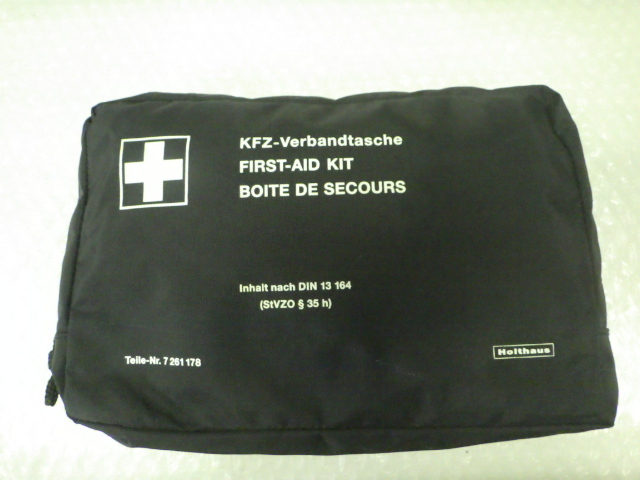 KFZ-Verbandtasche
FIRST-AID KIT
BOITE DE SECOURS
Inhalt nach DIN 13 164
(StVZO § 35 h)
Teile-Nr. 7 261 178
Holthaus